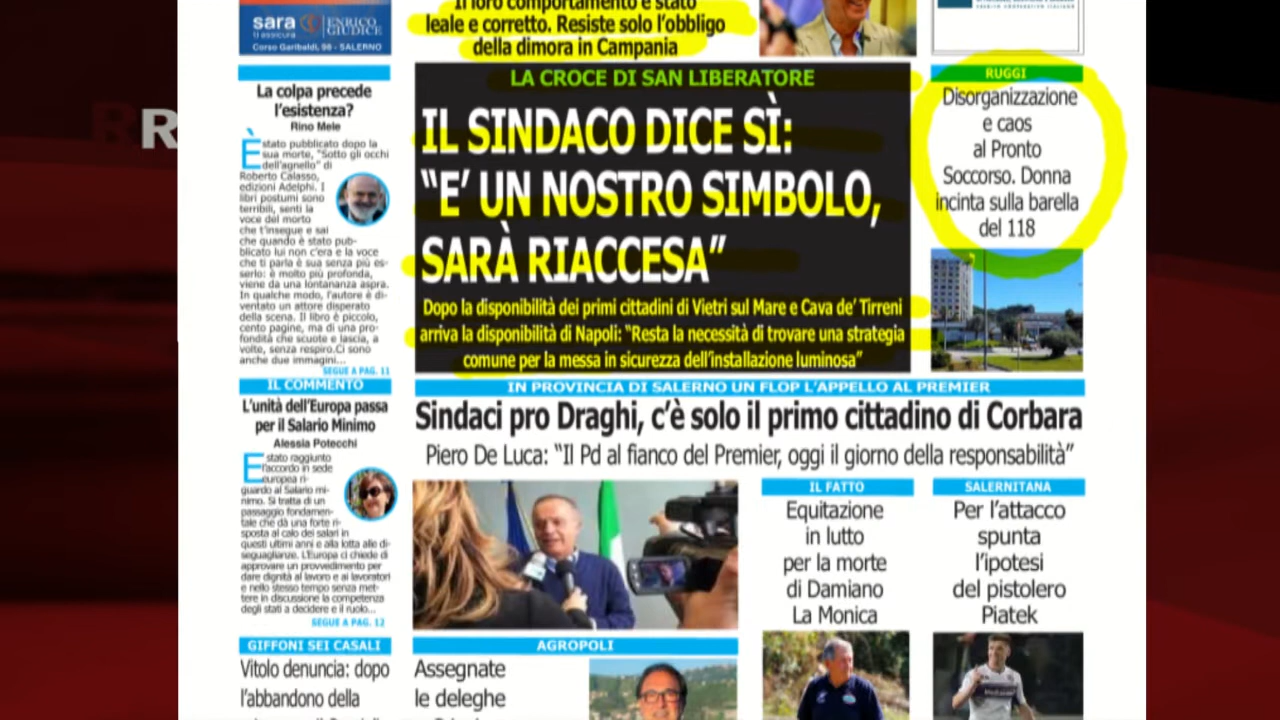 sara
ti assicura
ENRICO
GIUDICE
Corso Garibaldi, 98 - SALERNO
Il loro comportamento è stato
leale e corretto. Resiste solo l'obbligo
della dimora in Campania
La colpa precede
l'esistenza?
Rino Mele
È stato pubblicato dopo la
sua morte, "Sotto gli occhi
dell'agnello" di
Roberto Calasso,
edizioni Adelphi. I
libri postumi sono
terribili, senti la
voce del morto
che t'insegue e sai
che quando è stato pub-
blicato lui non c'era e la voce
che ti parla è sua senza più es-
serlo: è molto più profonda,
viene da una lontananza aspra.
In qualche modo, l'autore è di-
ventato un attore disperato
della scena. Il libro è piccolo,
cento pagine, ma di una pro-
fondità che scuote e lascia, a
volte, senza respiro.Ci sono
anche due immagini...
SEGUE A PAG. 11
IL COMMENTO
L'unità dell'Europa passa
per il Salario Minimo
Alessia Potecchi
È stato raggiunto
l'accordo in sede
europea ri-
guardo al Salario mi-
nimo. Si tratta di un
passaggio fondamen-
tale che dà una forte ri-
sposta al calo dei salari in
questi ultimi anni e alla lotta alle di-
seguaglianze. L'Europa ci chiede di
approvare un provvedimento per
dare dignità al lavoro e ai lavoratori
e nello stesso tempo senza met-
tere in discussione la competenza
degli stati a decidere e il ruolo...
SEGUE A PAG. 12
GIFFONI SEI CASALI
Vitolo denuncia: dopo
l'abbandono della
LA CROCE DI SAN LIBERATORE
IL SINDACO DICE SÌ:
"E' UN NOSTRO SIMBOLO,
SARÀ RIACCESA"
Dopo la disponibilità dei primi cittadini di Vietri sul Mare e Cava de' Tirreni
arriva la disponibilità di Napoli: "Resta la necessità di trovare una strategia
comune per la messa in sicurezza dell'installazione luminosa"
RUGGI
Disorganizzazione
e caos
al Pronto
Soccorso. Donna
incinta sulla barella
del 118
IN PROVINCIA DI SALERNO UN FLOP L'APPELLO AL PREMIER
Sindaci pro Draghi, c'è solo il primo cittadino di Corbara
Piero De Luca: "Il Pd al fianco del Premier, oggi il giorno della responsabilità"
IL FATTO
Equitazione
in lutto
per la morte
di Damiano
La Monica
SALERNITANA
Per l'attacco
spunta
l'ipotesi
del pistolero
Piatek
AGROPOLI
Assegnate
le deleghe